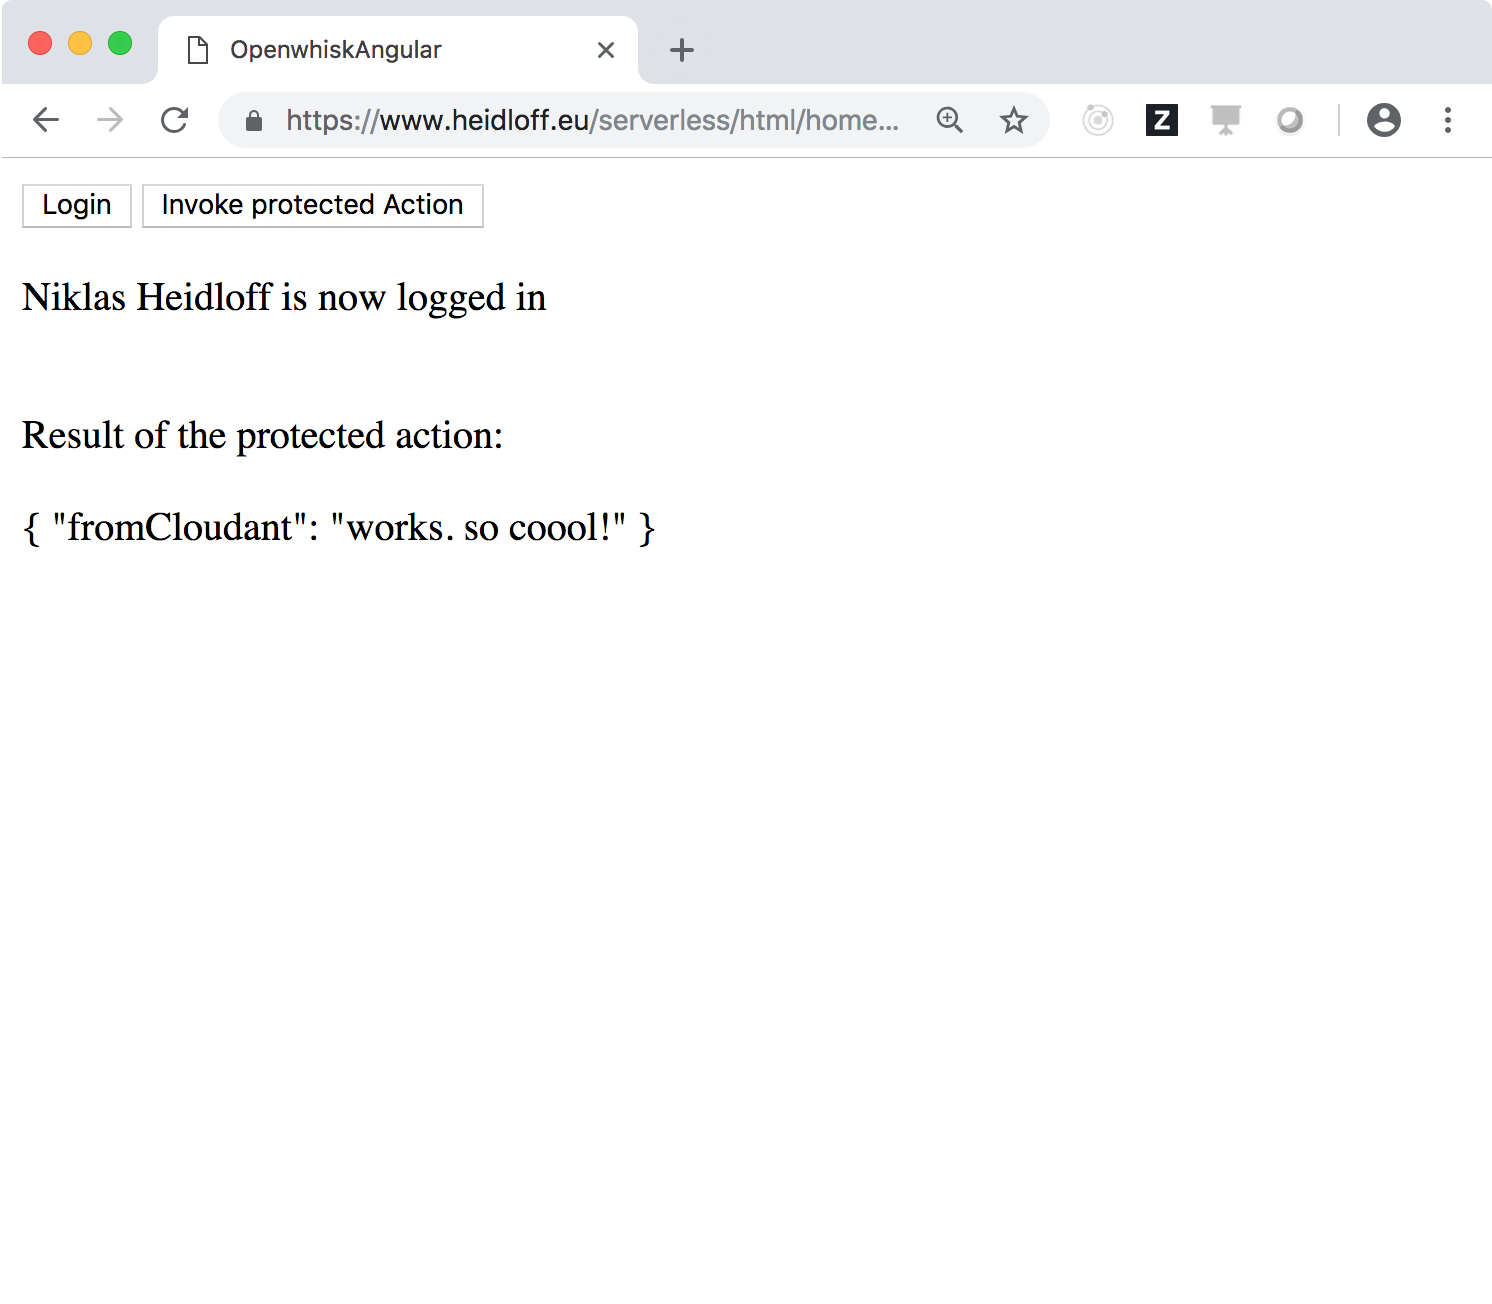 OpenwhiskAngular
https://www.heidloff.eu/serverless/html/home...
Z
Login Invoke protected Action
Niklas Heidloff is now logged in
Result of the protected action:
{ "fromCloudant": "works. so coool!" }